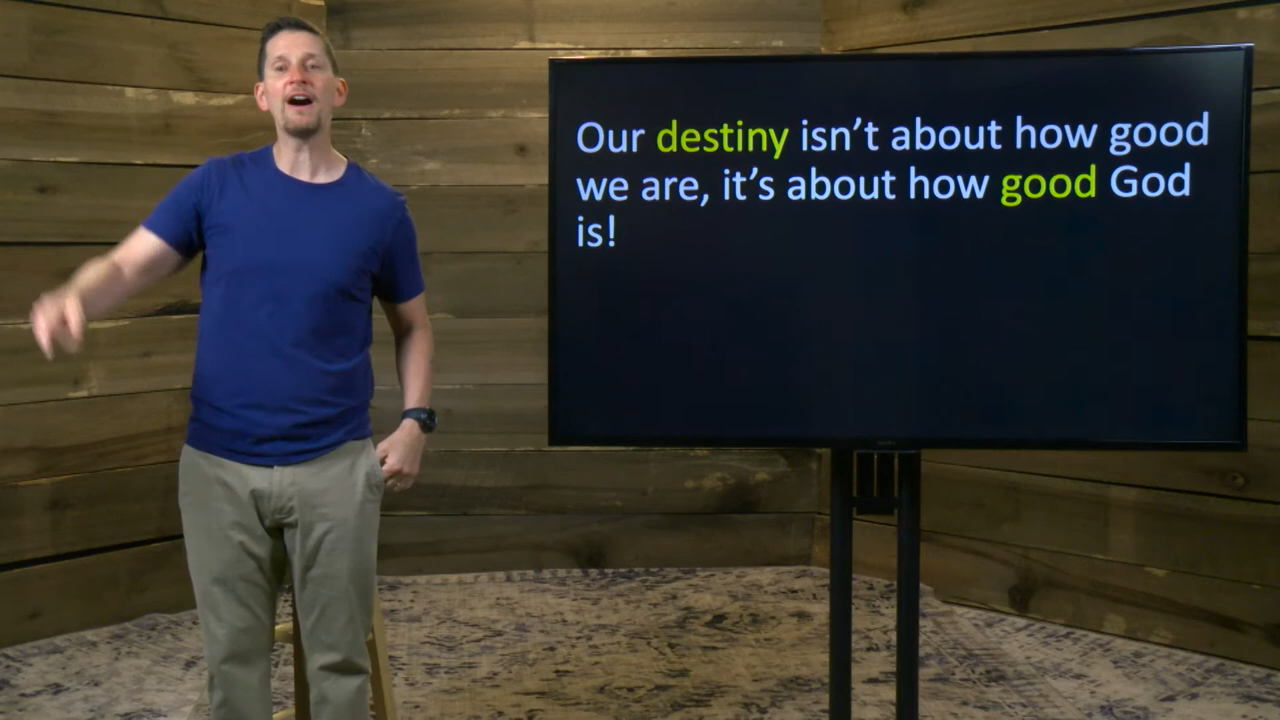 Our destiny isn’t about how good
we are, it’s about how good God
is!